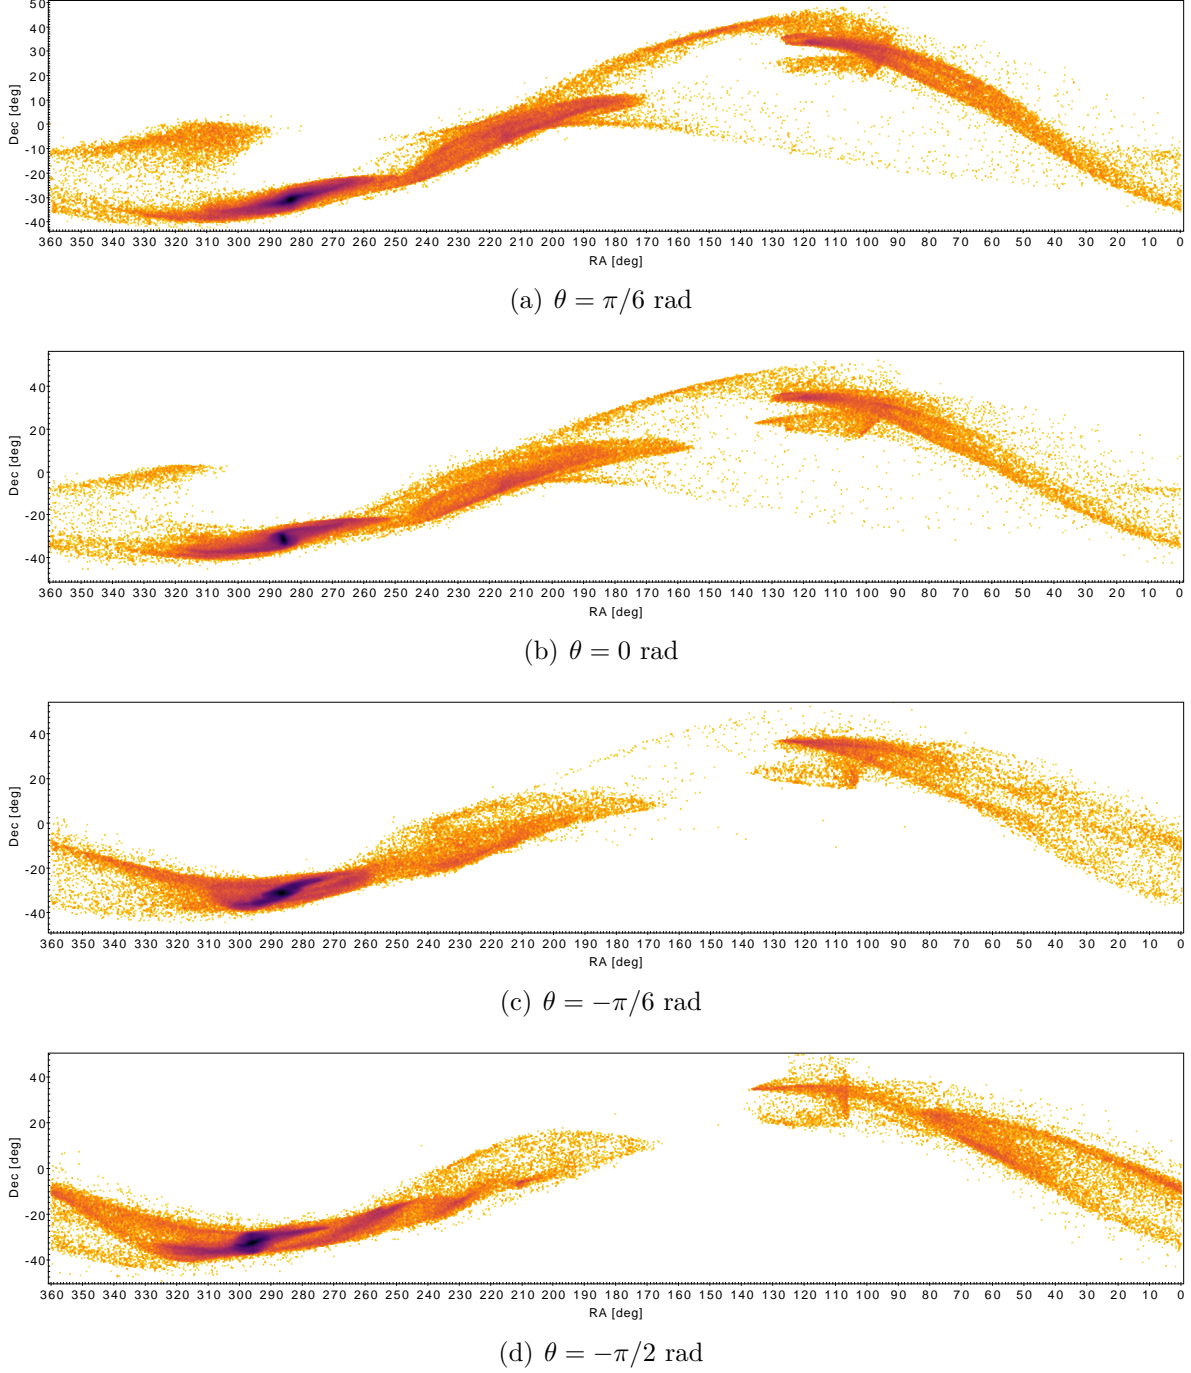 50
40
30
20
10
0
-10
-20
-30
-40
Dec [deg]
360 350 340 330 320 310 300 290 280 270 260 250 240 230 220 210 200 190 180 170 160 150 140 130 120 110 100 90 80 70 60 50 40 30 20 10 0
RA [deg]
(a) θ = π/6 rad
40
20
0
-20
-40
Dec [deg]
360 350 340 330 320 310 300 290 280 270 260 250 240 230 220 210 200 190 180 170 160 150 140 130 120 110 100 90 80 70 60 50 40 30 20 10 0
RA [deg]
(b) θ = 0 rad
40
20
0
-20
-40
Dec [deg]
360 350 340 330 320 310 300 290 280 270 260 250 240 230 220 210 200 190 180 170 160 150 140 130 120 110 100 90 80 70 60 50 40 30 20 10 0
RA [deg]
(c) θ = −π/6 rad
40
20
0
-20
-40
Dec [deg]
360 350 340 330 320 310 300 290 280 270 260 250 240 230 220 210 200 190 180 170 160 150 140 130 120 110 100 90 80 70 60 50 40 30 20 10 0
RA [deg]
(d) θ = −π/2 rad